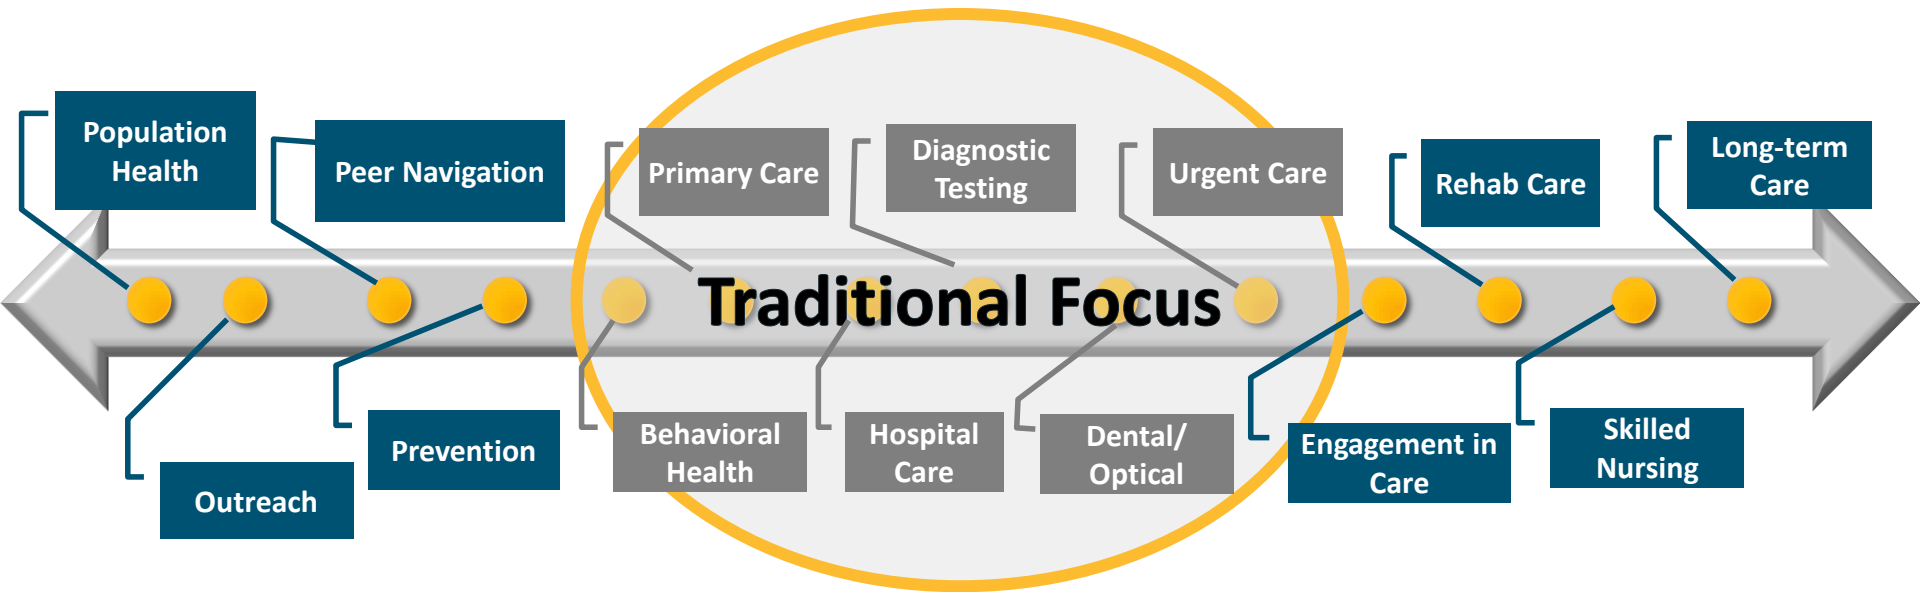 Population
Health
Peer Navigation
Primary Care
Diagnostic
Testing
Urgent Care
Rehab Care
Long-term
Care
Traditional Focus
Outreach
Prevention
Behavioral
Health
Hospital
Care
Dental/
Optical
Engagement in
Care
Skilled
Nursing